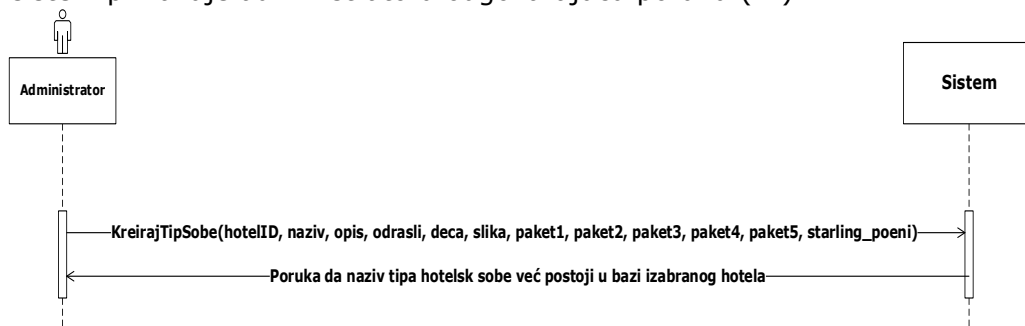 Administrator
Sistem
KreirajTipSobe(hotelID, naziv, opis, odrasli, deca, slika, paket1, paket2, paket3, paket4, paket5, starling_poeni)
Poruka da naziv tipa hotelsk sobe već postoji u bazi izabranog hotela